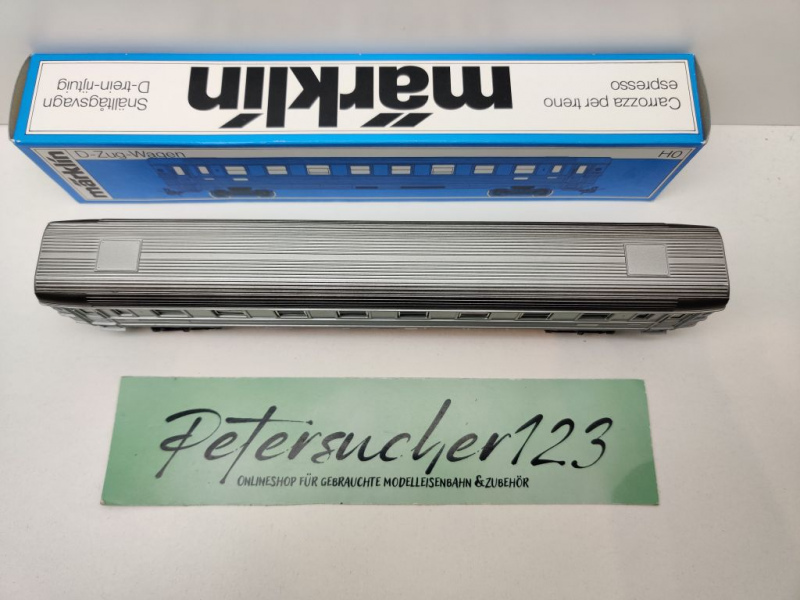 Snälltågsvagn
D-trein-rijtuig
märklin
Carrozza per treno
espresso
märklin
D-Zug-Wagen
H0
Petersucher123
ONLINESHOP FÜR GEBRAUCHTE MODELLEISENBAHN & ZUBEHÖR